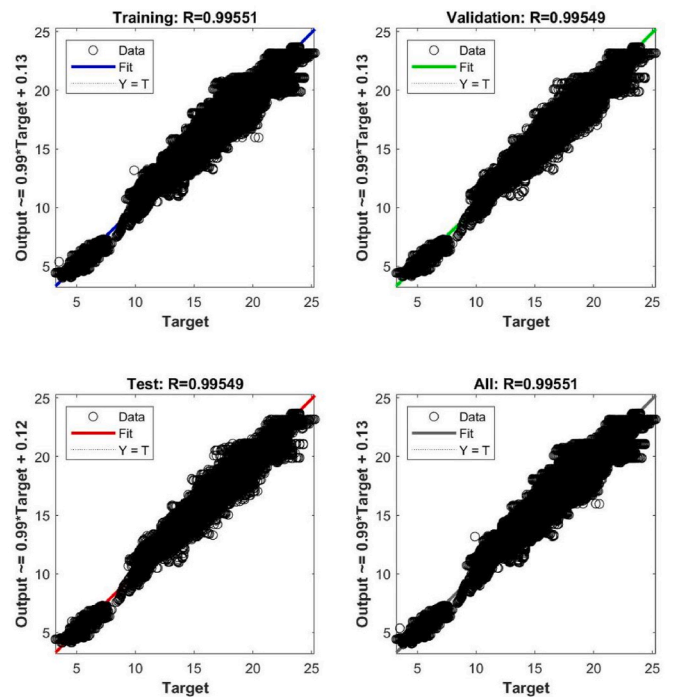 Training: R=0.99551
Output ~= 0.99*Target + 0.13
25
20
15
10
5
Data
Fit
Y = T
5 10 15 20 25
Target
Validation: R=0.99549
Output ~= 0.99*Target + 0.13
25
20
15
10
5
Data
Fit
Y = T
5 10 15 20 25
Target
Test: R=0.99549
Output ~= 0.99*Target + 0.12
25
20
15
10
5
Data
Fit
Y = T
5 10 15 20 25
Target
All: R=0.99551
Output ~= 0.99*Target + 0.13
25
20
15
10
5
Data
Fit
Y = T
5 10 15 20 25
Target